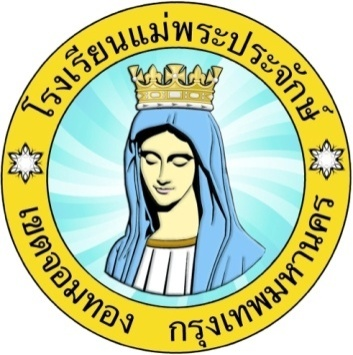 โรงเรียนแม่พระประจักษ์
เขตจอมทอง กรุงเทพมหานคร